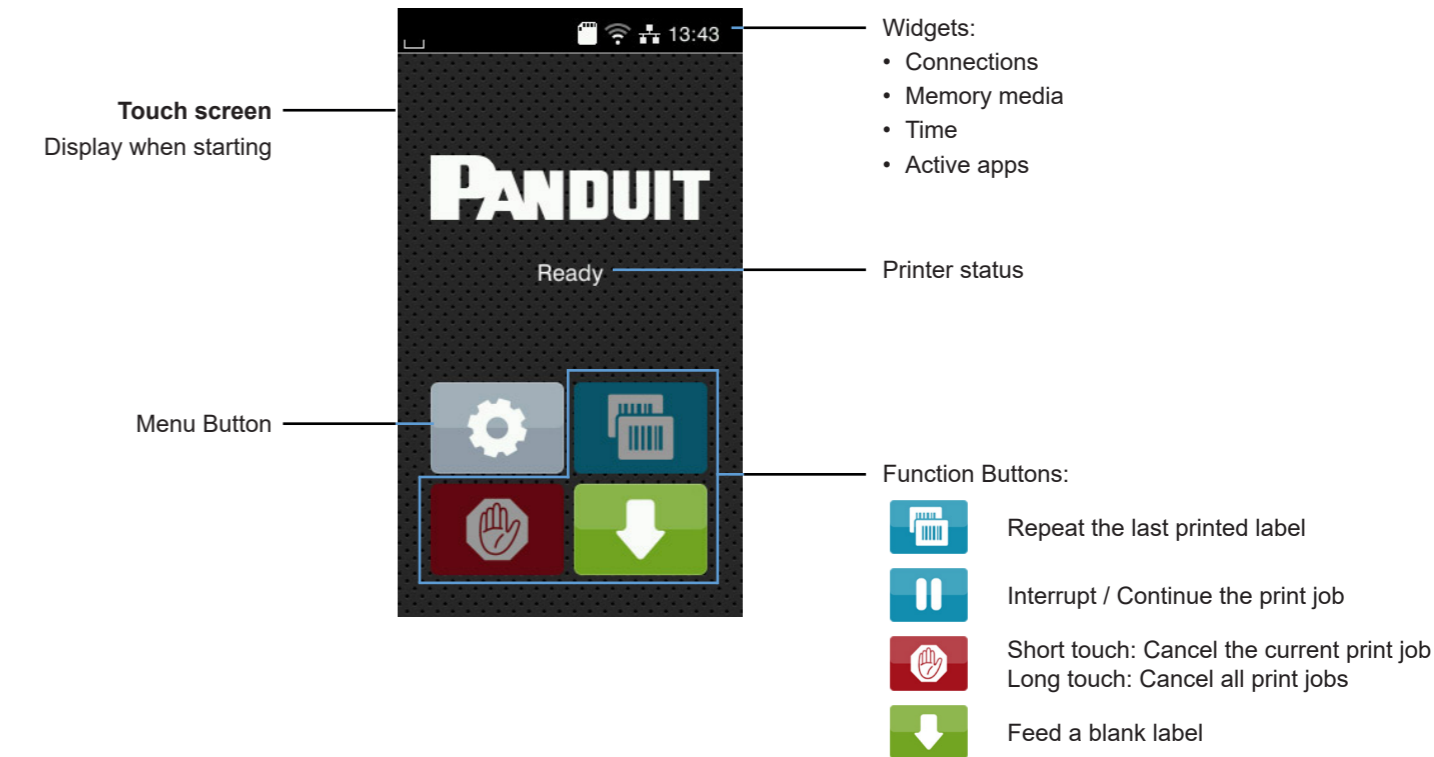 13:43
Widgets:
• Connections
• Memory media
• Time
• Active apps
Touch screen
Display when starting
PANDUIT
Ready
Printer status
Menu Button
Function Buttons:
Repeat the last printed label
Interrupt / Continue the print job
Short touch: Cancel the current print job
Long touch: Cancel all print jobs
Feed a blank label